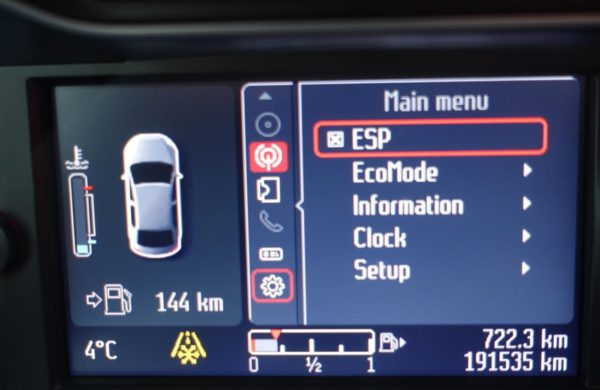 Main menu
ESP
EcoMode
Information
Clock
Setup
144 km
4°C
0 ½ 1
722.3 km
191535 km